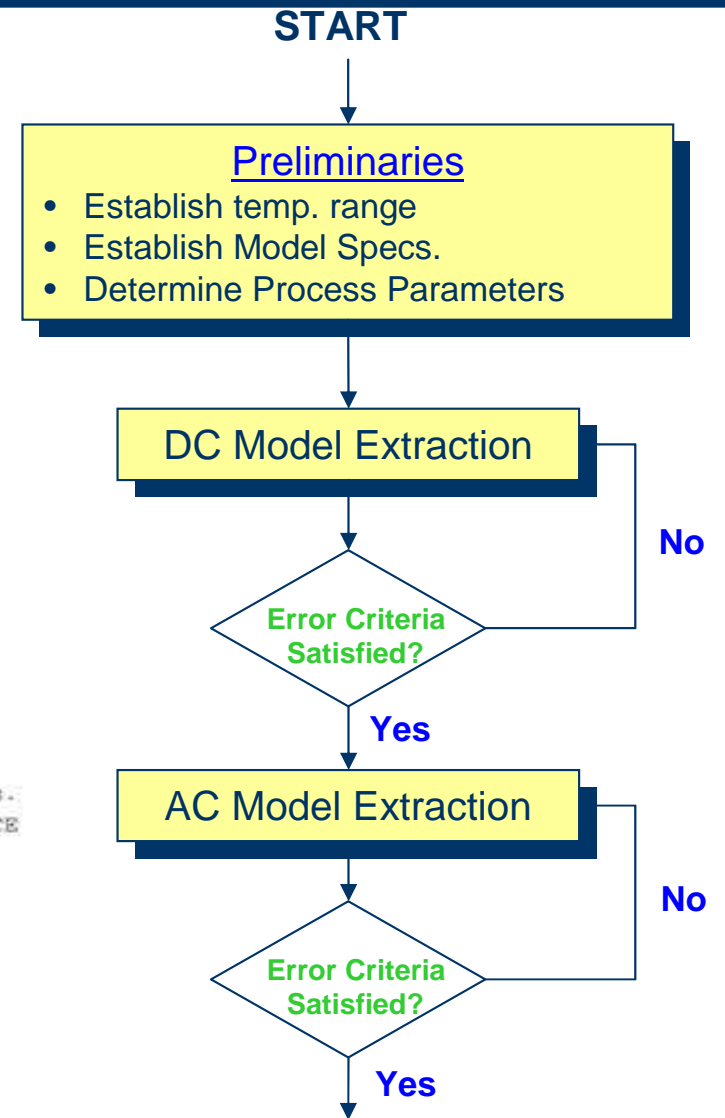 START
Preliminaries
• Establish temp. range
• Establish Model Specs.
• Determine Process Parameters
DC Model Extraction
No
Error Criteria
Satisfied?
Yes
AC Model Extraction
No
Error Criteria
Satisfied?
Yes